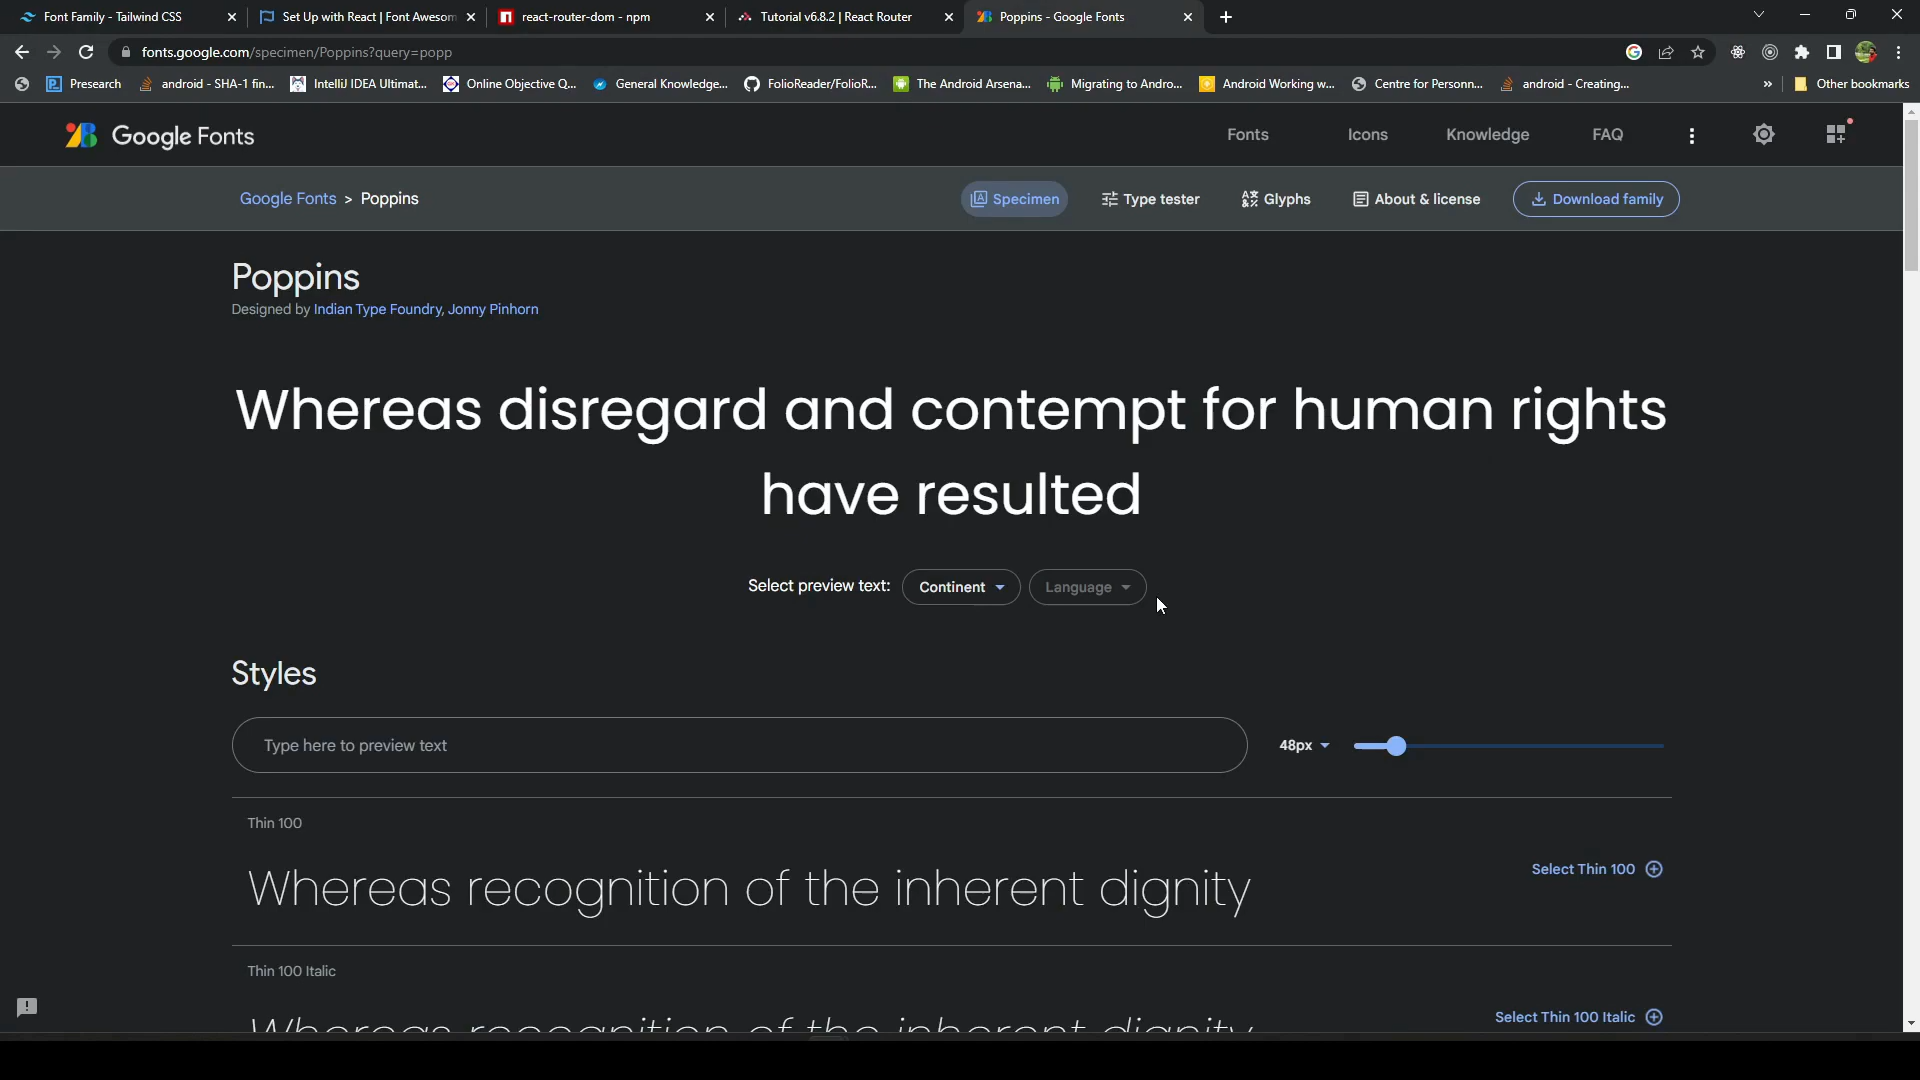 Font Family - Tailwind CSS
Set Up with React | Font Awesom
react-router-dom - npm
Tutorial v6.8.2 | React Router
Poppins - Google Fonts
fonts.google.com/specimen/Poppins?query=popp
Presearch
android - SHA-1 fin...
IntelliJ IDEA Ultimat...
Online Objective Q...
General Knowledge...
FolioReader/FolioR...
The Android Arsena...
Migrating to Andro...
Android Working w...
Centre for Personn...
android - Creating...
»
Other bookmarks
Google Fonts
Fonts
Icons
Knowledge
FAQ
Google Fonts > Poppins
Specimen
Type tester
Glyphs
About & license
Download family
Poppins
Designed by Indian Type Foundry, Jonny Pinhorn
Whereas disregard and contempt for human rights
have resulted
Select preview text:
Continent
Language
Styles
Type here to preview text
48px
Thin 100
Whereas recognition of the inherent dignity
Select Thin 100
Thin 100 Italic
Whereas recognition of the inherent dignity
Select Thin 100 Italic